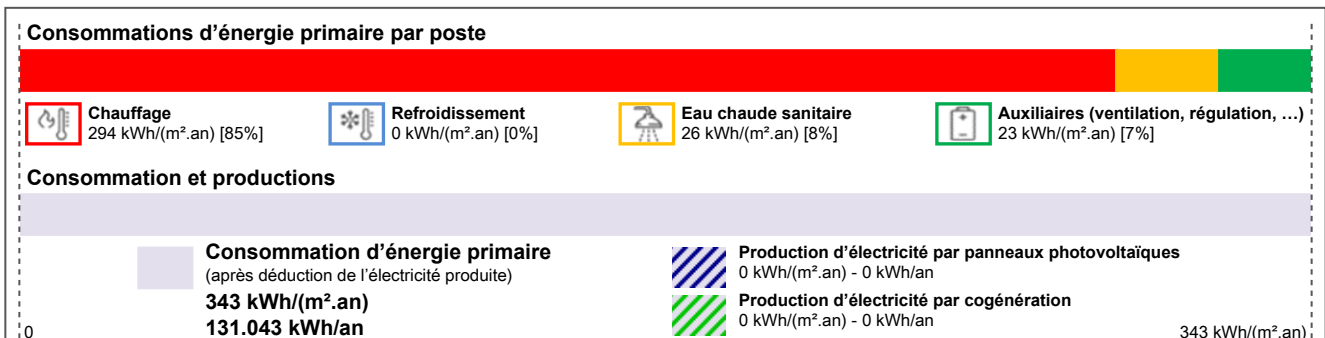 Consommations d'énergie primaire par poste
Chauffage
294 kWh/(m².an) [85%]
Refroidissement
0 kWh/(m².an) [0%]
Eau chaude sanitaire
26 kWh/(m².an) [8%]
Auxiliaires (ventilation, régulation, …)
23 kWh/(m².an) [7%]
Consommation et productions
Consommation d'énergie primaire
(après déduction de l'électricité produite)
343 kWh/(m².an)
131.043 kWh/an
Production d'électricité par panneaux photovoltaïques
0 kWh/(m².an) - 0 kWh/an
Production d'électricité par cogénération
0 kWh/(m².an) - 0 kWh/an
0
343 kWh/(m².an)